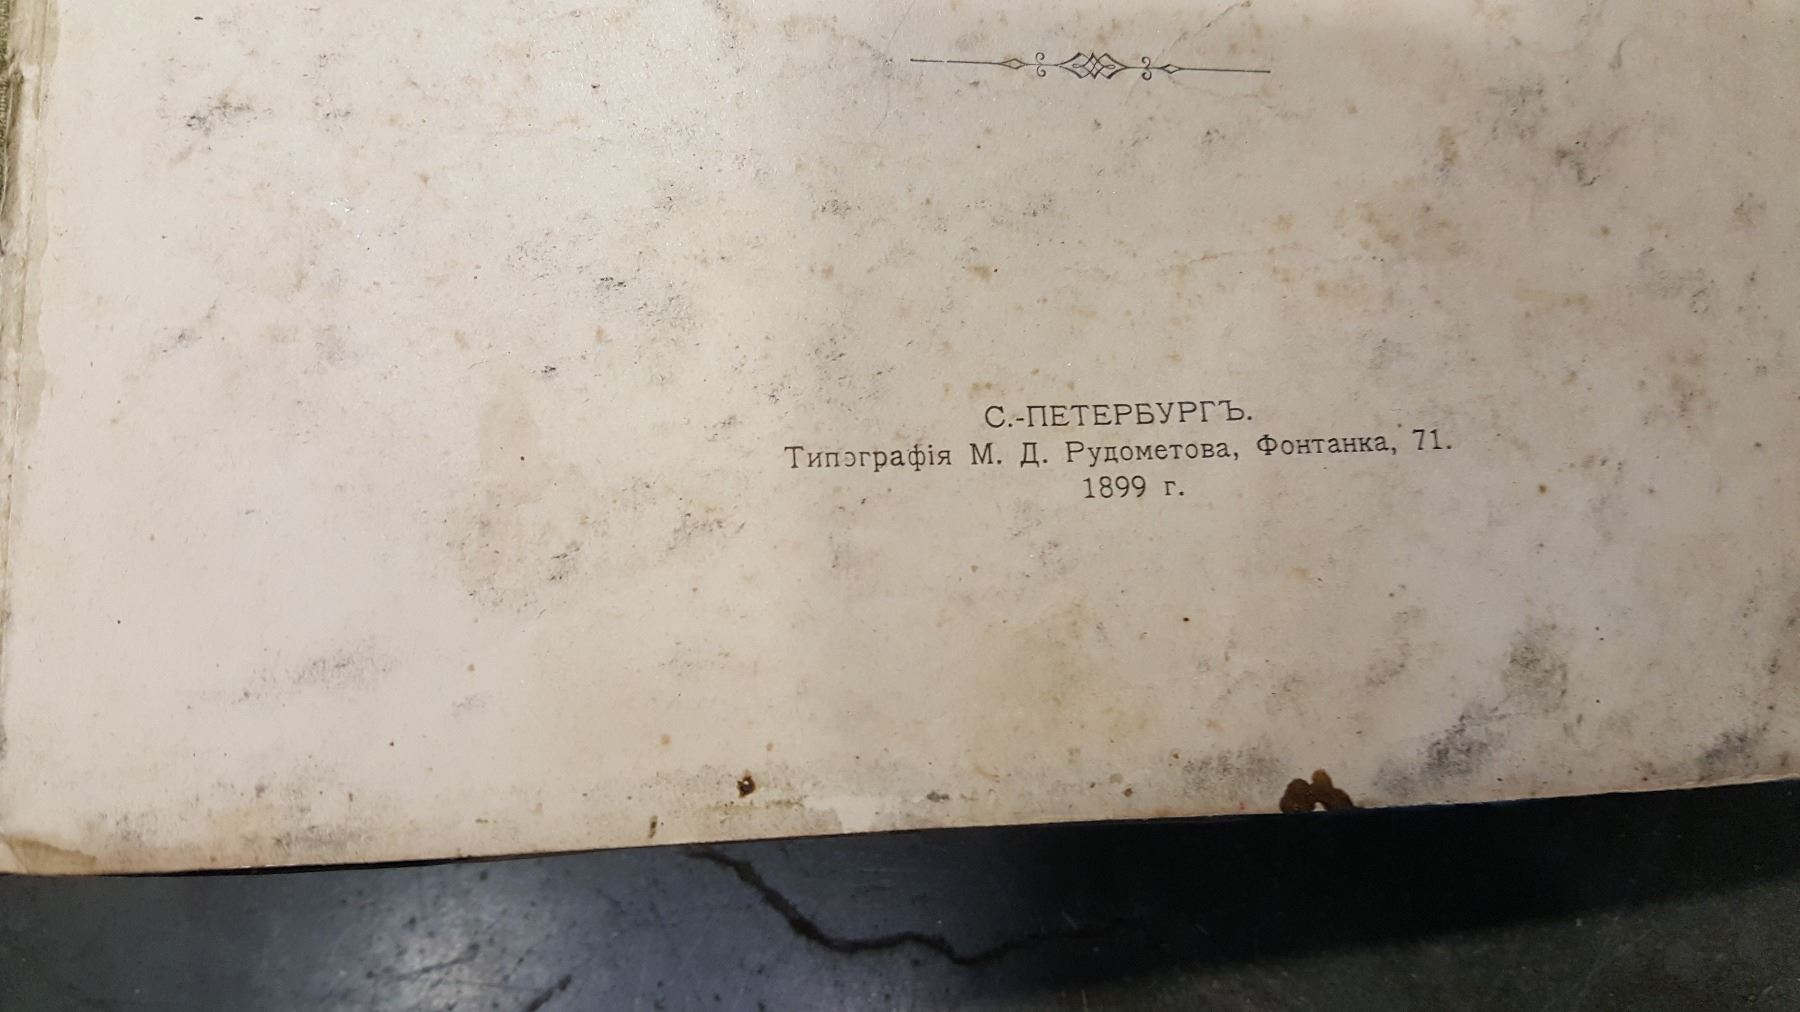 С.-ПЕТЕРБУРГЪ.
Типографія М. Д. Рудометова, Фонтанка, 71.
1899 г.